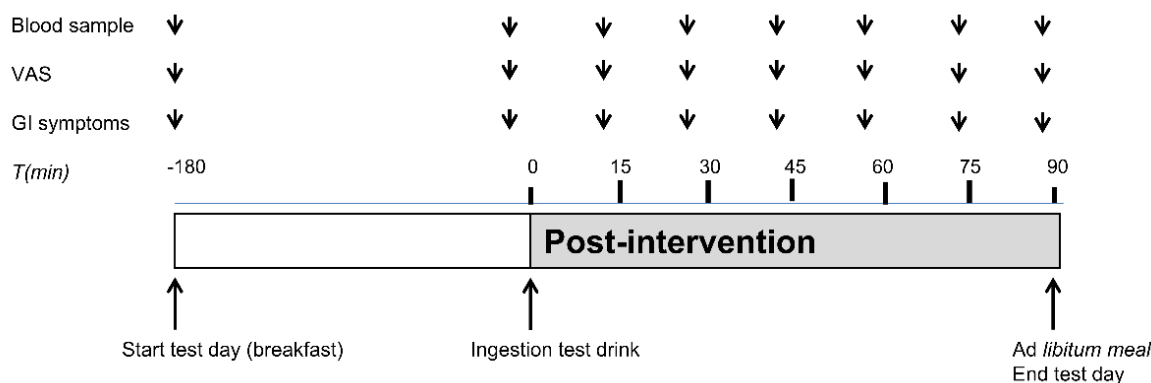 Blood sample
VAS
GI symptoms
T(min) -180 0 15 30 45 60 75 90
Post-intervention
Start test day (breakfast) Ingestion test drink Ad libitum meal
End test day